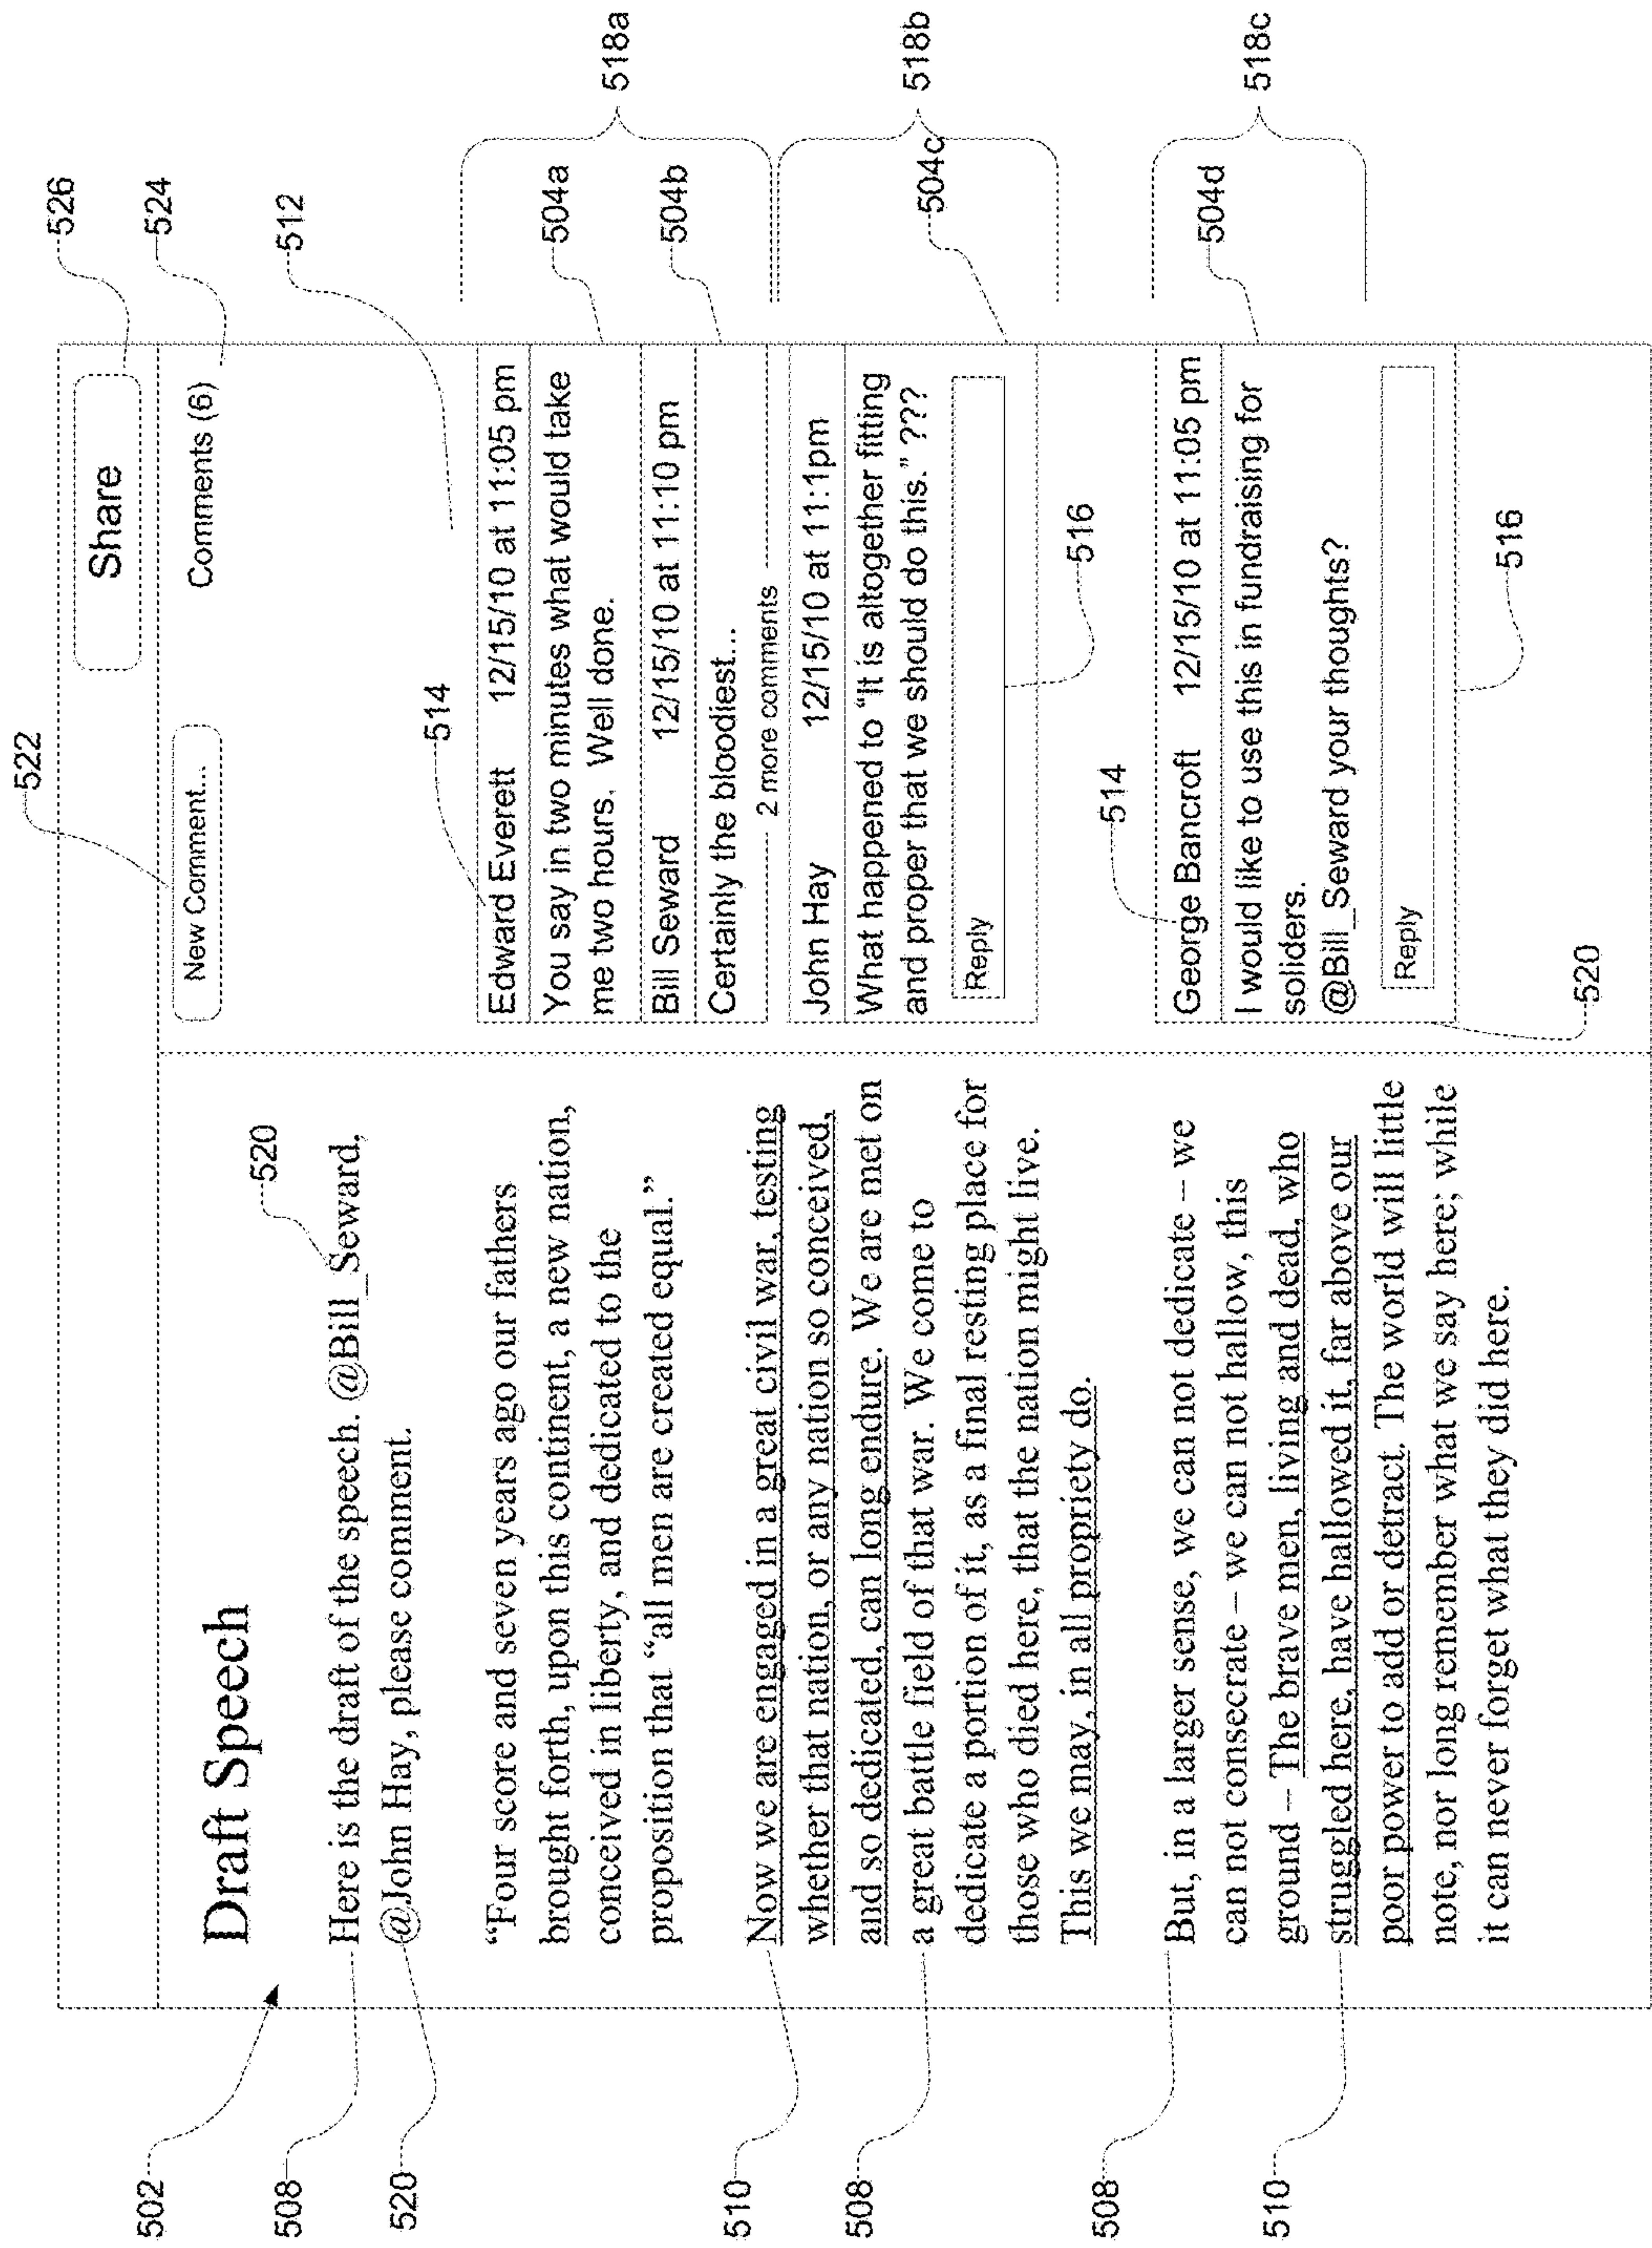 522
526
524
512
Share
New Comment...
Comments (6)
502
508
520
510
508
508
510
Draft Speech
520
Here is the draft of the speech. @Bill_Seward,
@John Hay, please comment.
“Four score and seven years ago our fathers
brought forth, upon this continent, a new nation,
conceived in liberty, and dedicated to the
proposition that “all men are created equal.”
Now we are engaged in a great civil war, testing
whether that nation, or any nation so conceived,
and so dedicated, can long endure. We are met on
a great battle field of that war. We come to
dedicate a portion of it, as a final resting place for
those who died here, that the nation might live.
This we may, in all propriety do.
But, in a larger sense, we can not dedicate – we
can not consecrate – we can not hallow, this
ground – The brave men, living and dead, who
struggled here, have hallowed it, far above our
poor power to add or detract. The world will little
note, nor long remember what we say here; while
it can never forget what they did here.
514
Edward Everett 12/15/10 at 11:05 pm
You say in two minutes what would take
me two hours. Well done.
Bill Seward 12/15/10 at 11:10 pm
Certainly the bloodiest...
2 more comments
John Hay 12/15/10 at 11:1pm
What happened to “It is altogether fitting
and proper that we should do this.” ???
Reply
516
514
George Bancroft 12/15/10 at 11:05 pm
I would like to use this in fundraising for
soliders.
@Bill_Seward your thoughts?
Reply
520
516
518a
504a
504b
518b
504c
518c
504d